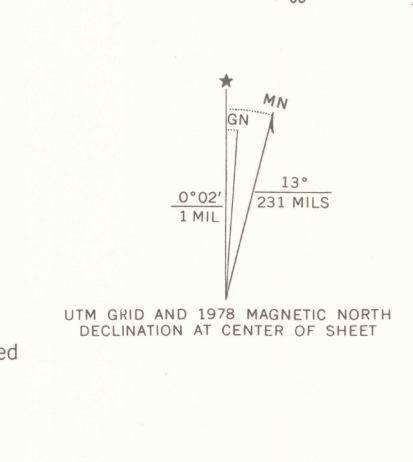 MN
GN
13°
0°02'
231 MILS
1 MIL
UTM GRID AND 1978 MAGNETIC NORTH
DECLINATION AT CENTER OF SHEET
ed